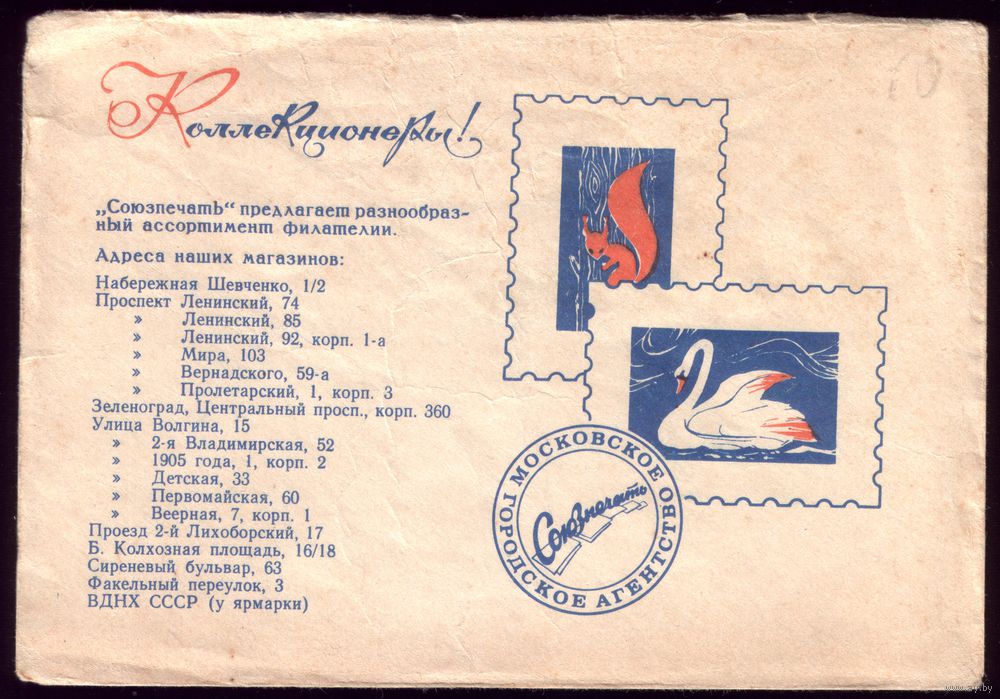 Коллекционеры!
„Союзпечать“ предлагает разнообраз-
ный ассортимент филателии.
Адреса наших магазинов:
Набережная Шевченко, 1/2
Проспект Ленинский, 74
» Ленинский, 85
» Ленинский, 92, корп. 1-а
» Мира, 103
» Вернадского, 59-а
» Пролетарский, 1, корп. 3
Зеленоград, Центральный просп., корп. 360
Улица Волгина, 15
» 2-я Владимирская, 52
» 1905 года, 1, корп. 2
» Детская, 33
» Первомайская, 60
» Веерная, 7, корп. 1
Проезд 2-й Лихоборский, 17
Б. Колхозная площадь, 16/18
Сиреневый бульвар, 63
Факельный переулок, 3
ВДНХ СССР (у ярмарки)
МОСКОВСКОЕ
ГОРОДСКОЕ АГЕНТСТВО
Союзпечать
10
www.ay.by